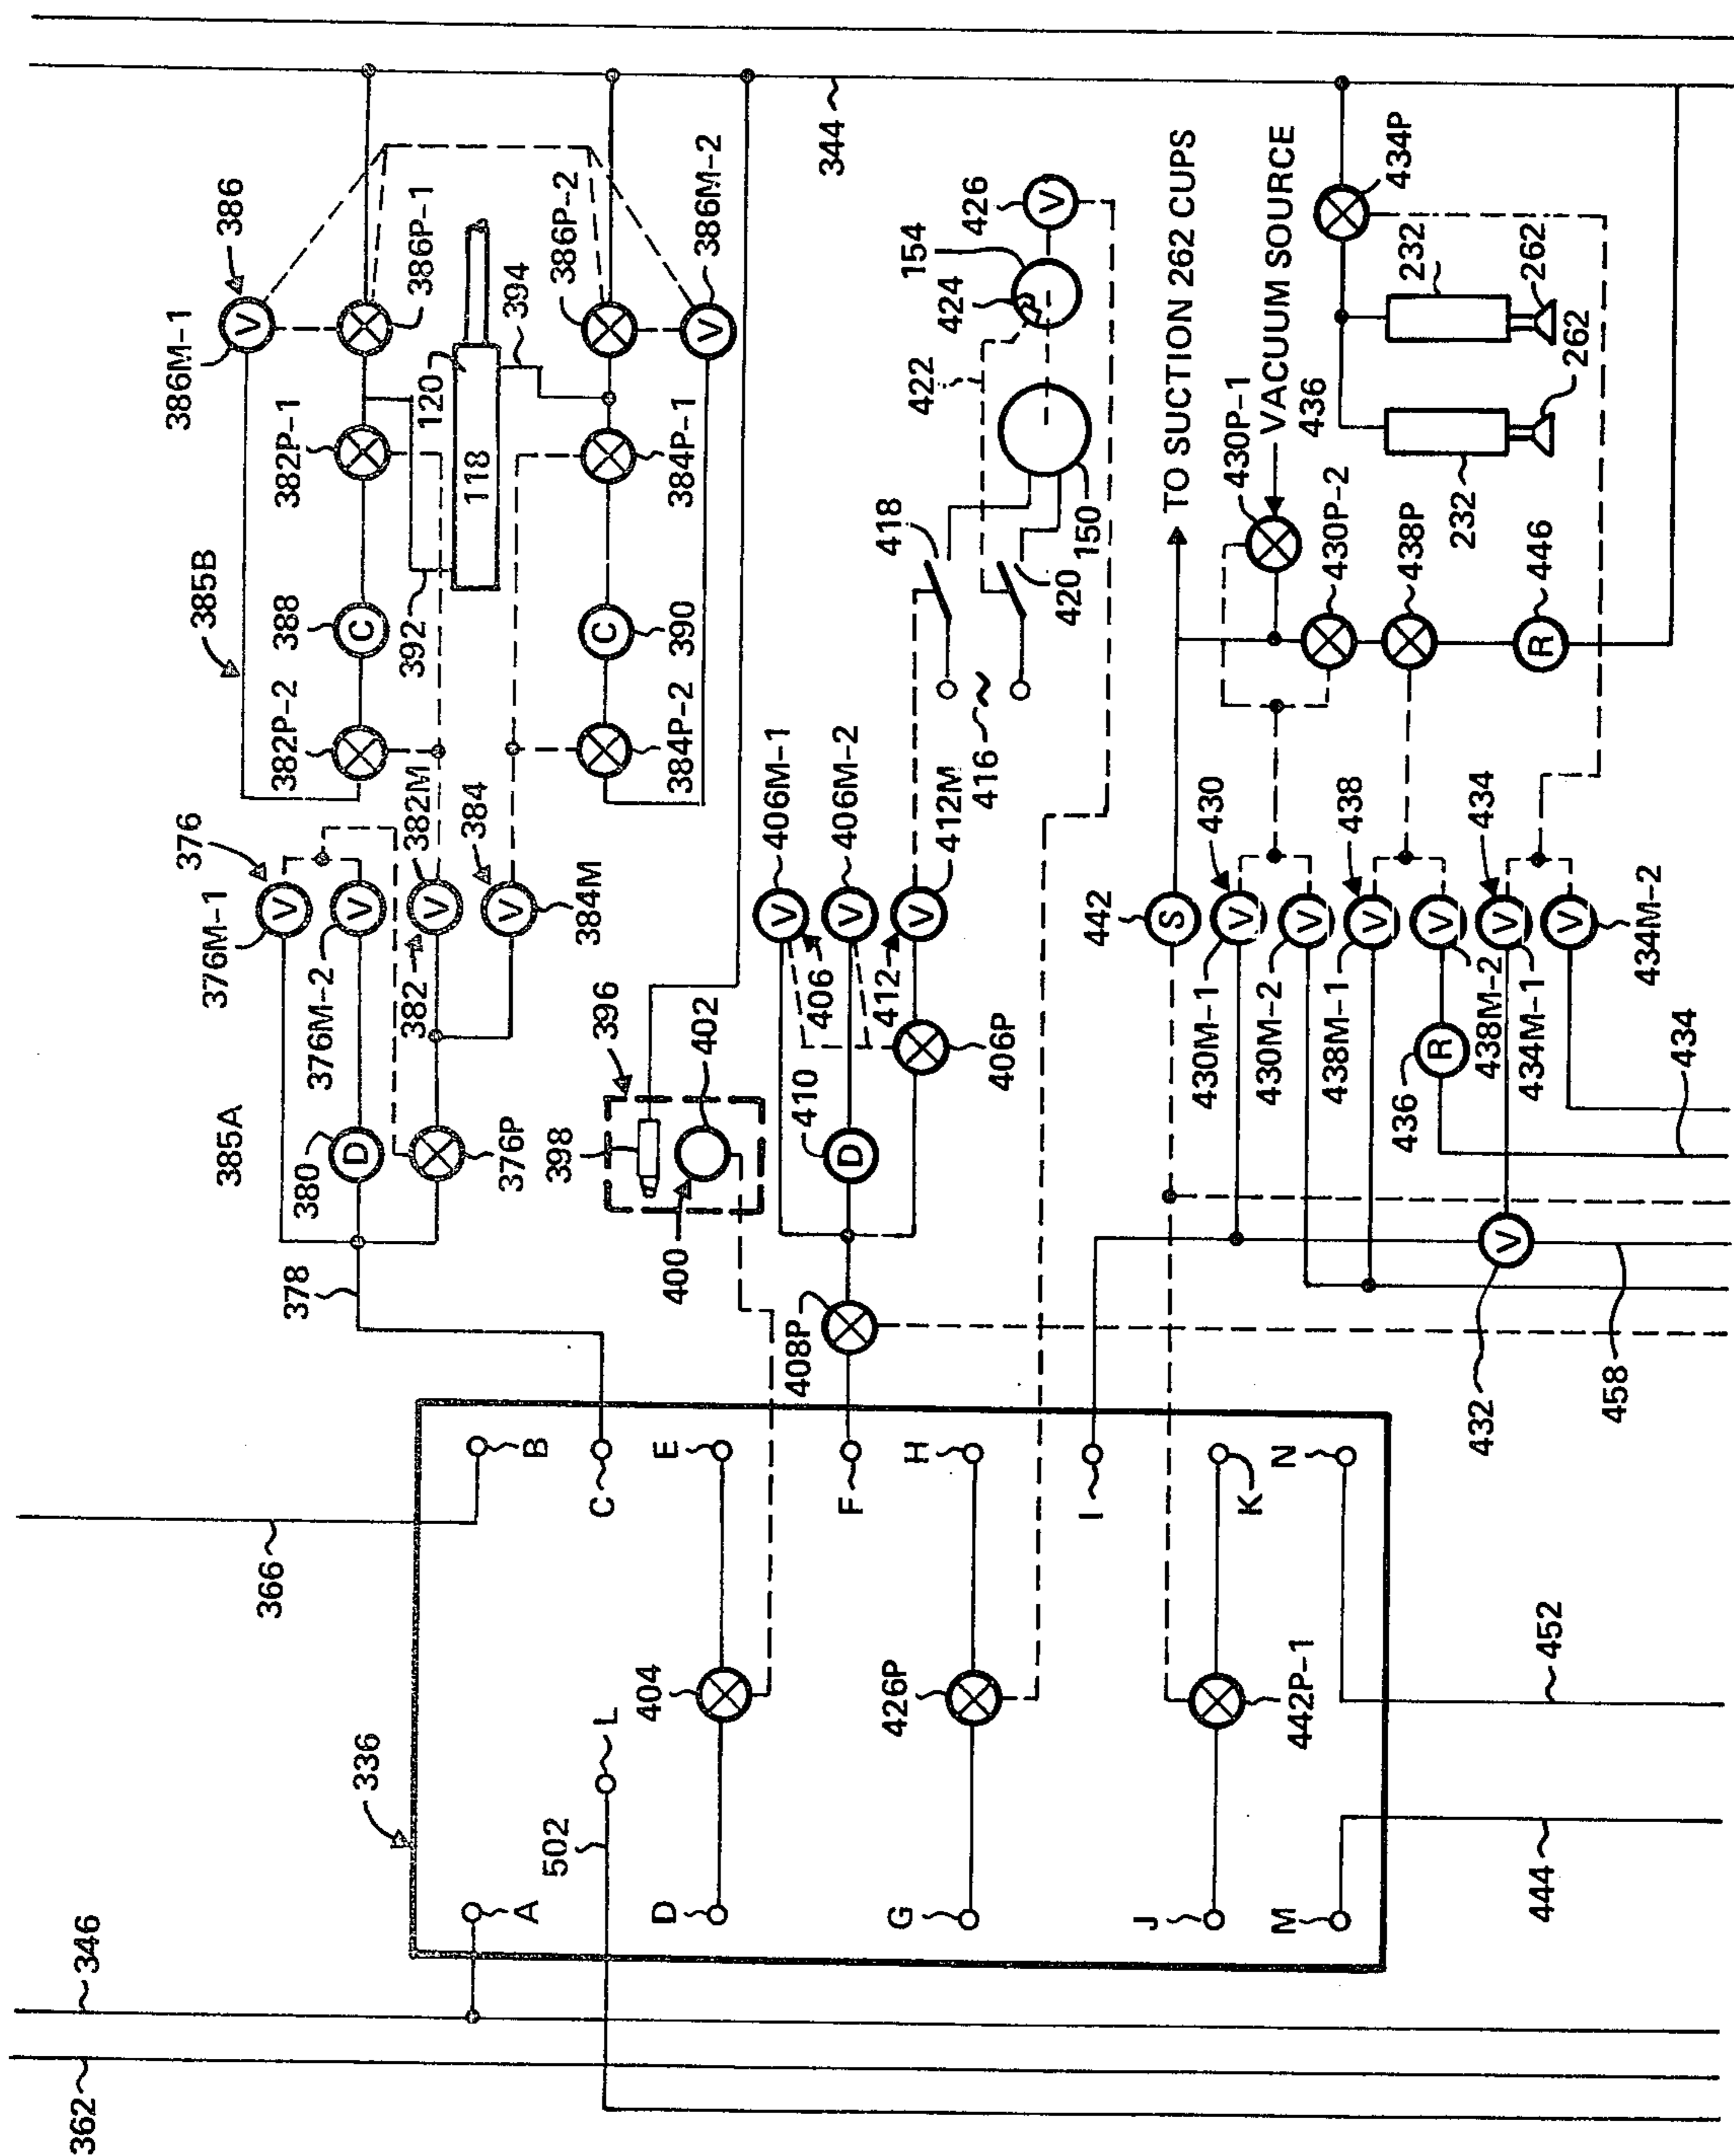 362
346
336
A
502
L
366
B
C
D
404
E
F
G
426P
H
I
J
442P-1
K
M
N
444
452
385A
376M-1
376
378
380
D
V
376M-2
V
376P
382
V
382M
384
V
384M
385B
386M-1
V
386
382P-2
388
C
382P-1
386P-1
392
118
120
394
384P-2
390
C
384P-1
386P-2
V
386M-2
344
396
398
402
400
408P
410
D
406M-1
V
406M-2
V
406
412
V
412M
406P
416
418
420
422
150
424
154
V
426
442
S
TO SUCTION 262 CUPS
430P-1
VACUUM SOURCE
436
430
V
430M-1
V
430M-2
430P-2
438
V
438M-1
V
438M-2
438P
436
R
434
V
434M-1
V
434M-2
R
446
232
262
232
262
434P
434
V
432
458